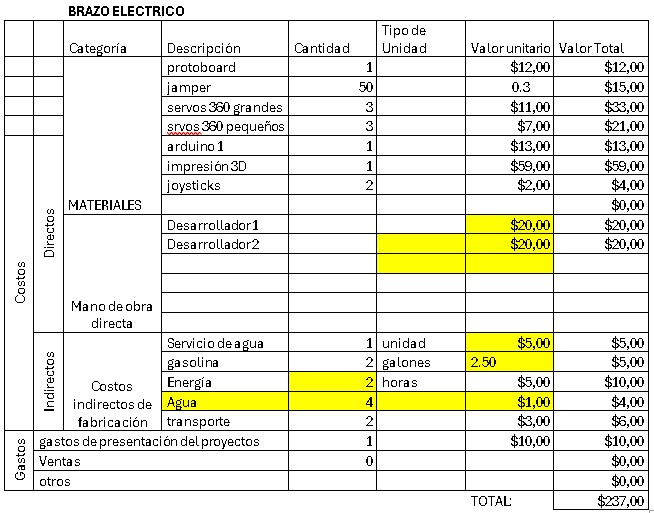 BRAZO ELECTRICO
Categoría Descripción Cantidad Tipo de Unidad Valor unitario Valor Total
protoboard 1 $12,00 $12,00
jamper 50 0.3 $15,00
servos 360 grandes 3 $11,00 $33,00
srvos 360 pequeños 3 $7,00 $21,00
arduino 1 1 $13,00 $13,00
impresión 3D 1 $59,00 $59,00
joysticks 2 $2,00 $4,00
MATERIALES $0,00
Costos
Directos
Desarrollador 1 $20,00 $20,00
Desarrollador 2 $20,00 $20,00
Mano de obra
directa
Indirectos
Servicio de agua 1 unidad $5,00 $5,00
gasolina 2 galones 2.50 $5,00
Energía 2 horas $5,00 $10,00
Agua 4 $1,00 $4,00
transporte 2 $3,00 $6,00
Costos
indirectos de
fabricación
Gastos
gastos de presentación del proyectos 1 $10,00 $10,00
Ventas 0 $0,00
otros $0,00
TOTAL: $237,00